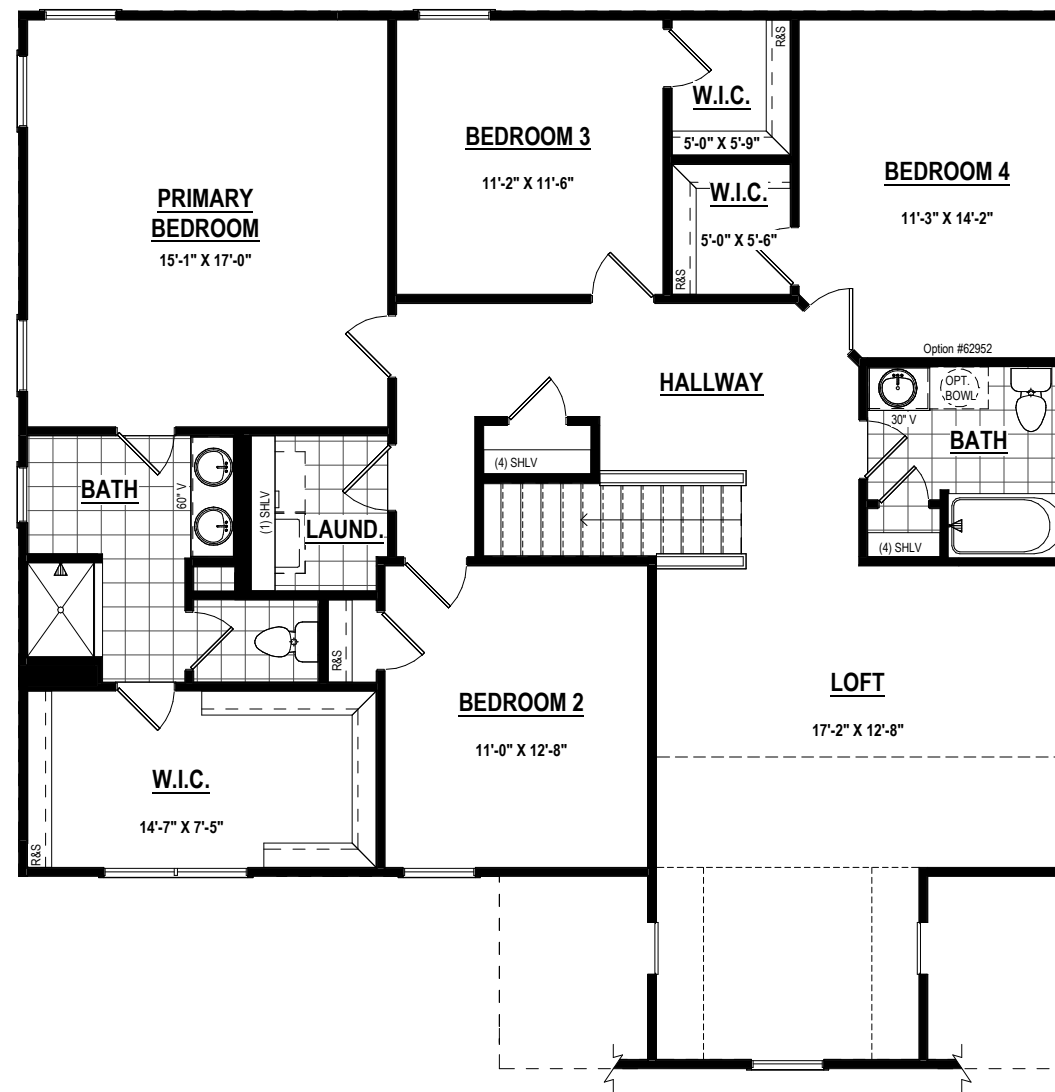 R&S
W.I.C.
5'-0" X 5'-9"
BEDROOM 3
11'-2" X 11'-6"
BEDROOM 4
11'-3" X 14'-2"
PRIMARY
BEDROOM
15'-1" X 17'-0"
W.I.C.
5'-0" X 5'-6"
R&S
Option #62952
HALLWAY
OPT.
BOWL
30" V
BATH
(4) SHLV
(4) SHLV
BATH
60" V
(1) SHLV
LAUND.
R&S
BEDROOM 2
11'-0" X 12'-8"
LOFT
17'-2" X 12'-8"
W.I.C.
14'-7" X 7'-5"
R&S